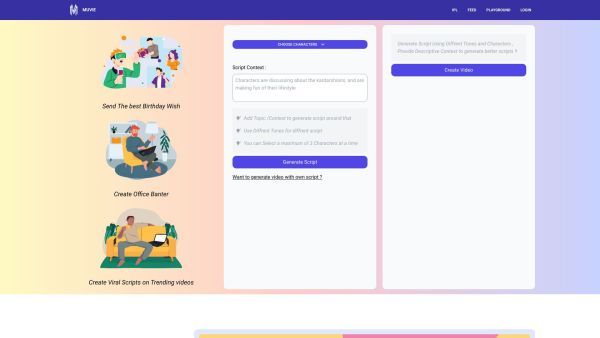 MUVIE
IPL
FEED
PLAYGROUND
LOGIN
Send The best Birthday Wish
Create Office Banter
Create Viral Scripts on Trending videos
CHOOSE CHARACTERS
Script Context :
Characters are discussing about the kardarshians, and are
making fun of their lifestyle
Add Topic /Context to generate script around that
Use Diffrent Tones for diffrent script
You can Select a maximum of 3 Characters at a time
Generate Script
Want to generate video with own script ?
Generate Script Using Diffrent Tones and Characters ,
Provide Descriptive Context to generate better scripts ?
Create Video